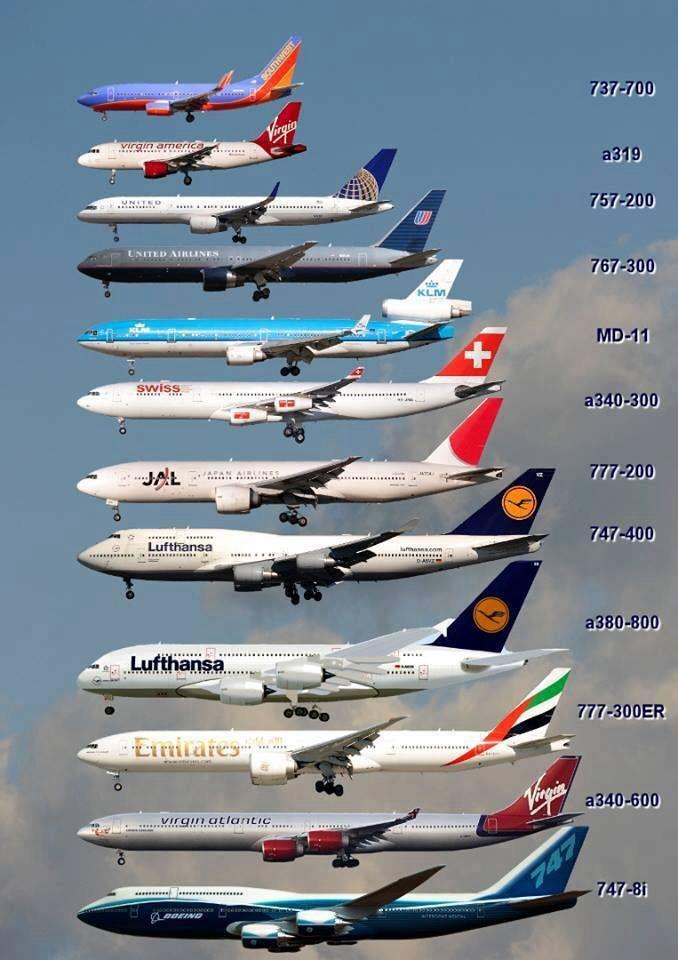 SOUTHWEST
737-700
Virgin
virgin america
a319
UNITED
757-200
UNITED AIRLINES
767-300
KLM
KLM
MD-11
swiss
a340-300
JAL
JAPAN AIRLINES
777-200
Lufthansa
lufthansa.com
747-400
Lufthansa
a380-800
Emirates
777-300ER
virgin atlantic
Virgin
a340-600
BOEING
747
747-8i